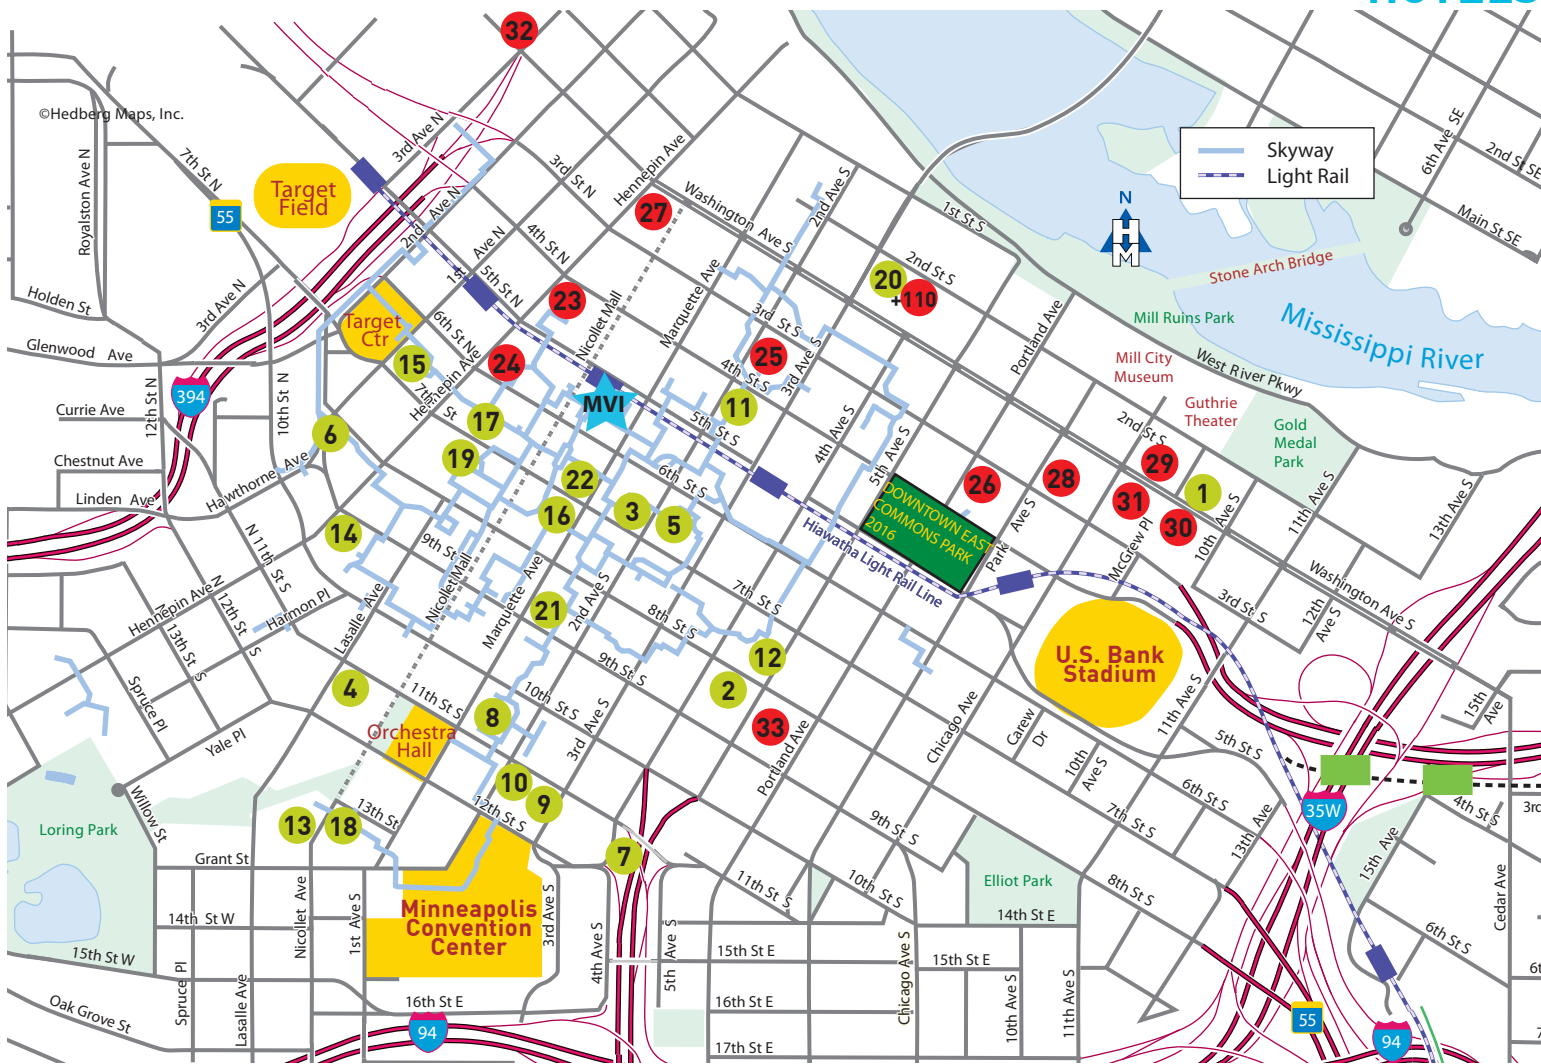 32
©Hedberg Maps, Inc.
Royalston Ave N
7th St N
55
Target
Field
3rd Ave N
2nd Ave N
3rd St N
Hennepin Ave
27
Washington Ave S
2nd Ave S
1st St S
2nd St S
20
+110
Skyway
Light Rail
N
H
M
6th Ave SE
2nd St SE
Main St SE
Stone Arch Bridge
Mississippi River
Mill Ruins Park
West River Pkwy
Mill City
Museum
Guthrie
Theater
Gold
Medal
Park
Holden St
3rd Ave N
Glenwood Ave
Target
Ctr
1st Ave N
5th St N
4th St N
6th St N
23
24
15
Nicollet Mall
Marquette Ave
3rd St S
25
4th St S
3rd Ave S
Portland Ave
394
12th St N
10th St N
Currie Ave
Chestnut Ave
Linden Ave
Hawthorne Ave
6
Hennepin Ave
7th St
17
19
MVI
11
5th St S
6th St S
4th Ave S
5th Ave S
22
16
3
5
14
26
28
29
31
30
1
2nd St S
10th Ave S
11th Ave S
13th Ave S
DOWNTOWN EAST
COMMONS PARK
2016
Park Ave S
McGrew Pl
Hiawatha Light Rail Line
Washington Ave S
3rd St S
12th Ave S
N 11th St S
Hennepin Ave N
N 12th St S
13th St S
Harmon Pl
Lasalle Ave
9th St
Nicollet Mall
Marquette Ave
21
2nd Ave S
8th St S
7th St S
12
2
33
9th St S
10th St S
3rd Ave S
U.S. Bank
Stadium
11th Ave S
15th Ave
5th St S
Spruce Pl
Yale Pl
4
11th St S
Orchestra
Hall
8
10
9
Portland Ave
Chicago Ave
Carew Dr
10th Ave S
6th St S
7th St S
35W
4th St S
3rd
Willow St
Loring Park
13
18
13th St
12th St S
7
Grant St
9th St S
10th St S
11th St S
Elliot Park
8th St S
13th Ave
15th Ave
Cedar Ave
6th St S
14th St W
15th St W
Nicollet Ave
1st Ave S
Minneapolis
Convention
Center
3rd Ave S
4th Ave S
5th Ave S
14th St E
15th St E
15th St E
Chicago Ave S
10th Ave S
11th Ave S
Oak Grove St
Spruce Pl
Lasalle Ave
16th St E
94
16th St E
17th St E
55
94